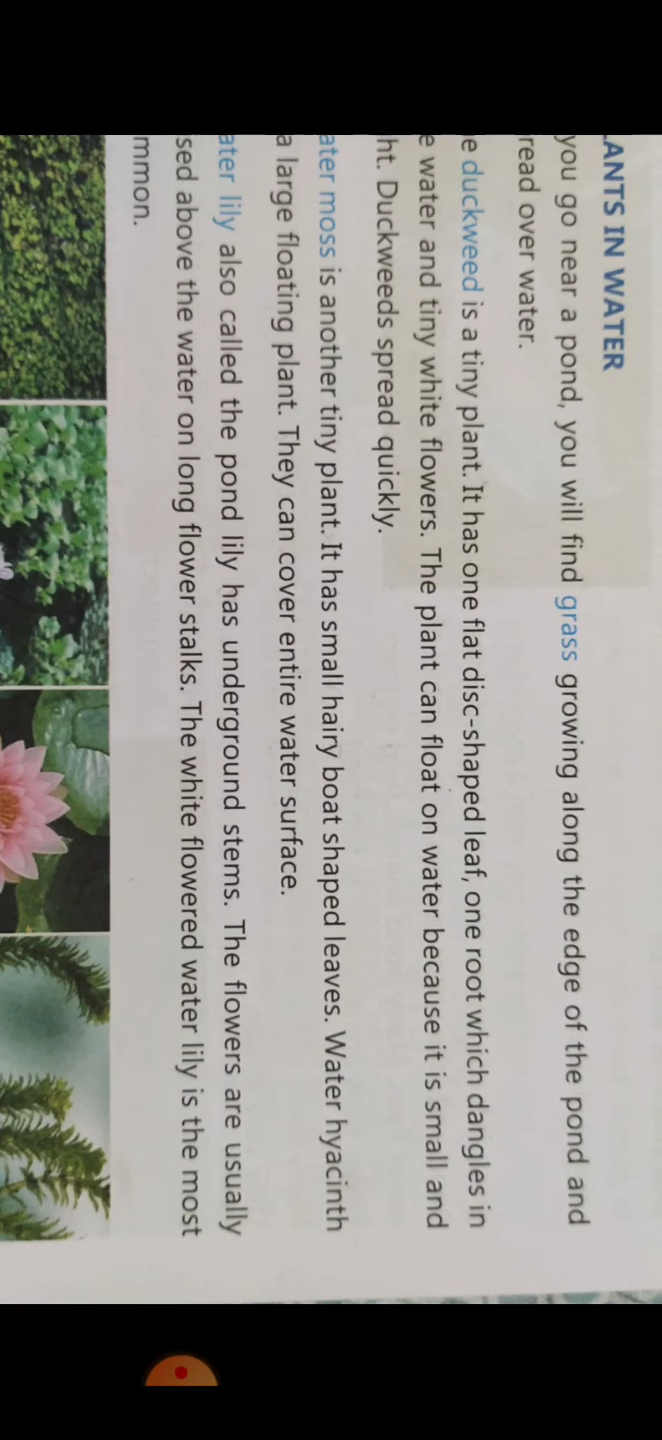 LANTS IN WATER
you go near a pond, you will find grass growing along the edge of the pond and
read over water.
e duckweed is a tiny plant. It has one flat disc-shaped leaf, one root which dangles in
e water and tiny white flowers. The plant can float on water because it is small and
ht. Duckweeds spread quickly.
ater moss is another tiny plant. It has small hairy boat shaped leaves. Water hyacinth
a large floating plant. They can cover entire water surface.
ater lily also called the pond lily has underground stems. The flowers are usually
sed above the water on long flower stalks. The white flowered water lily is the most
mmon.